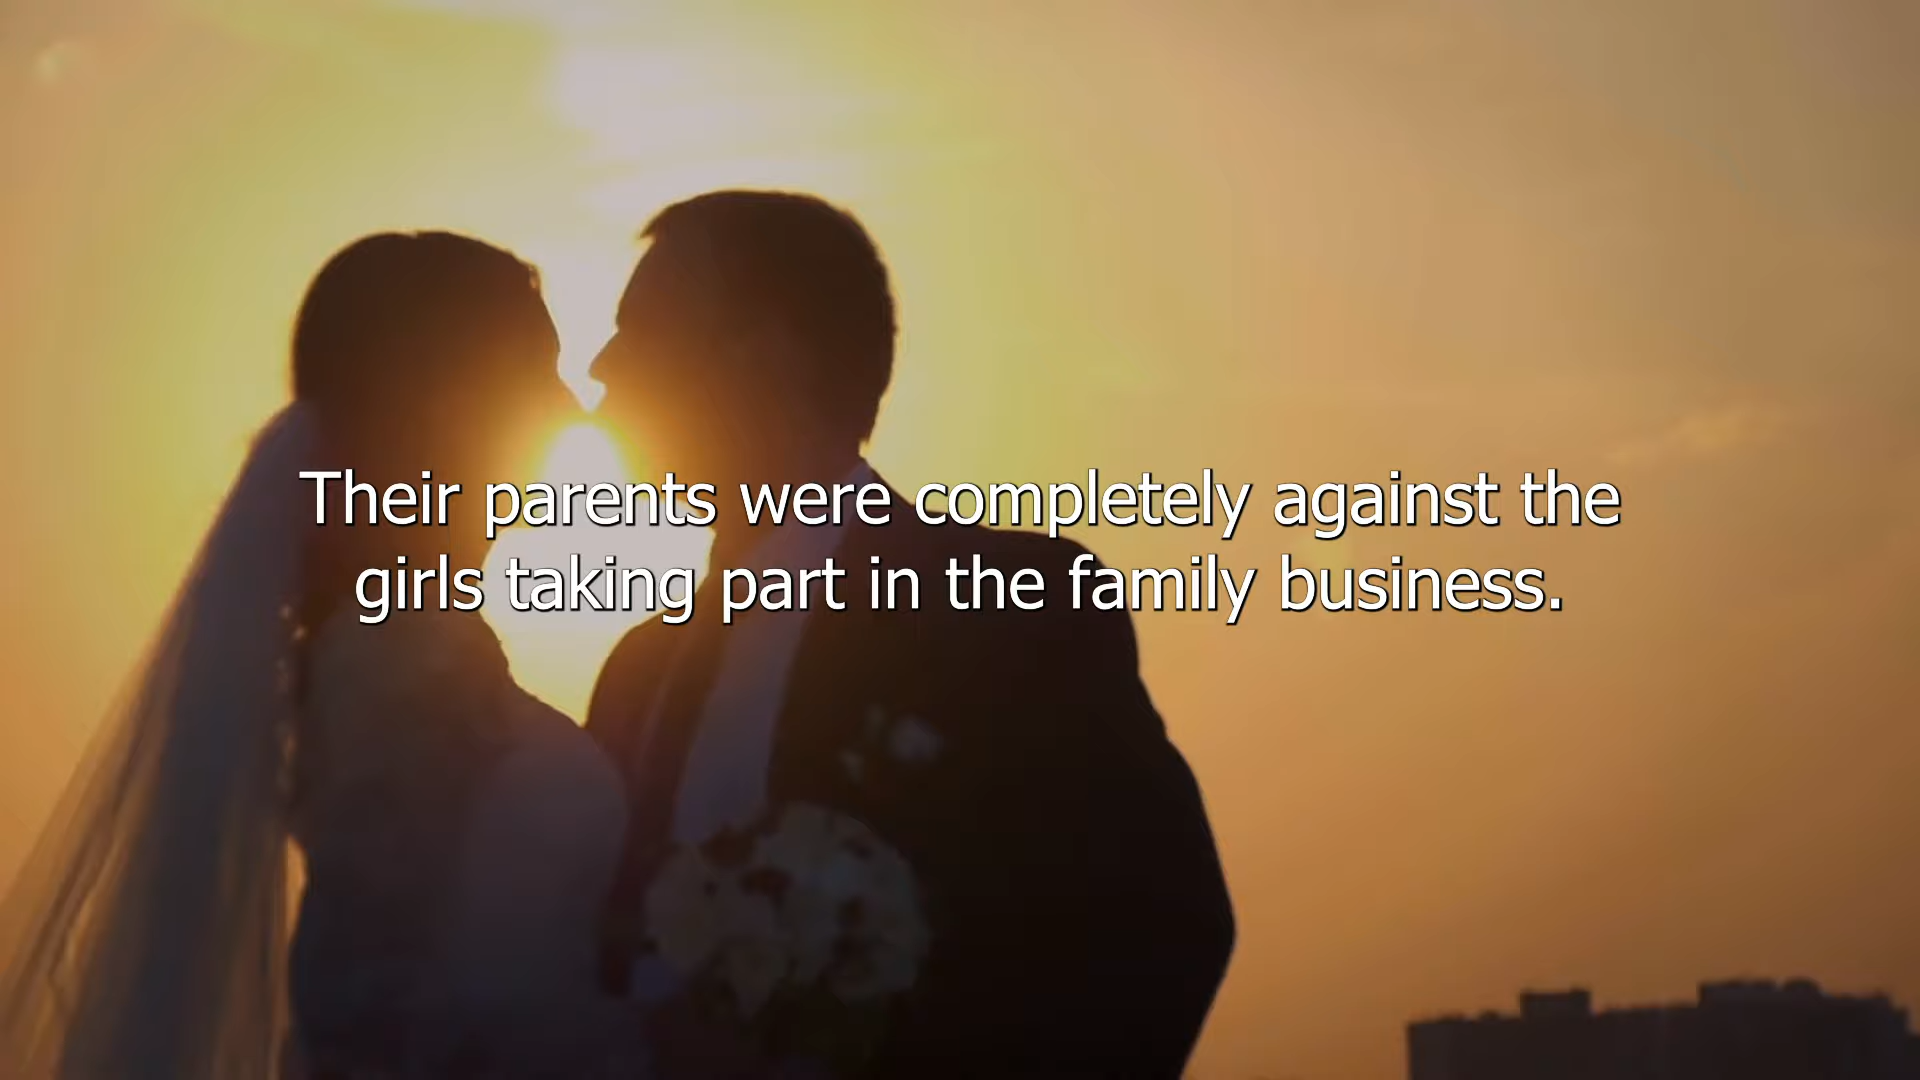 Their parents were completely against the
girls taking part in the family business.